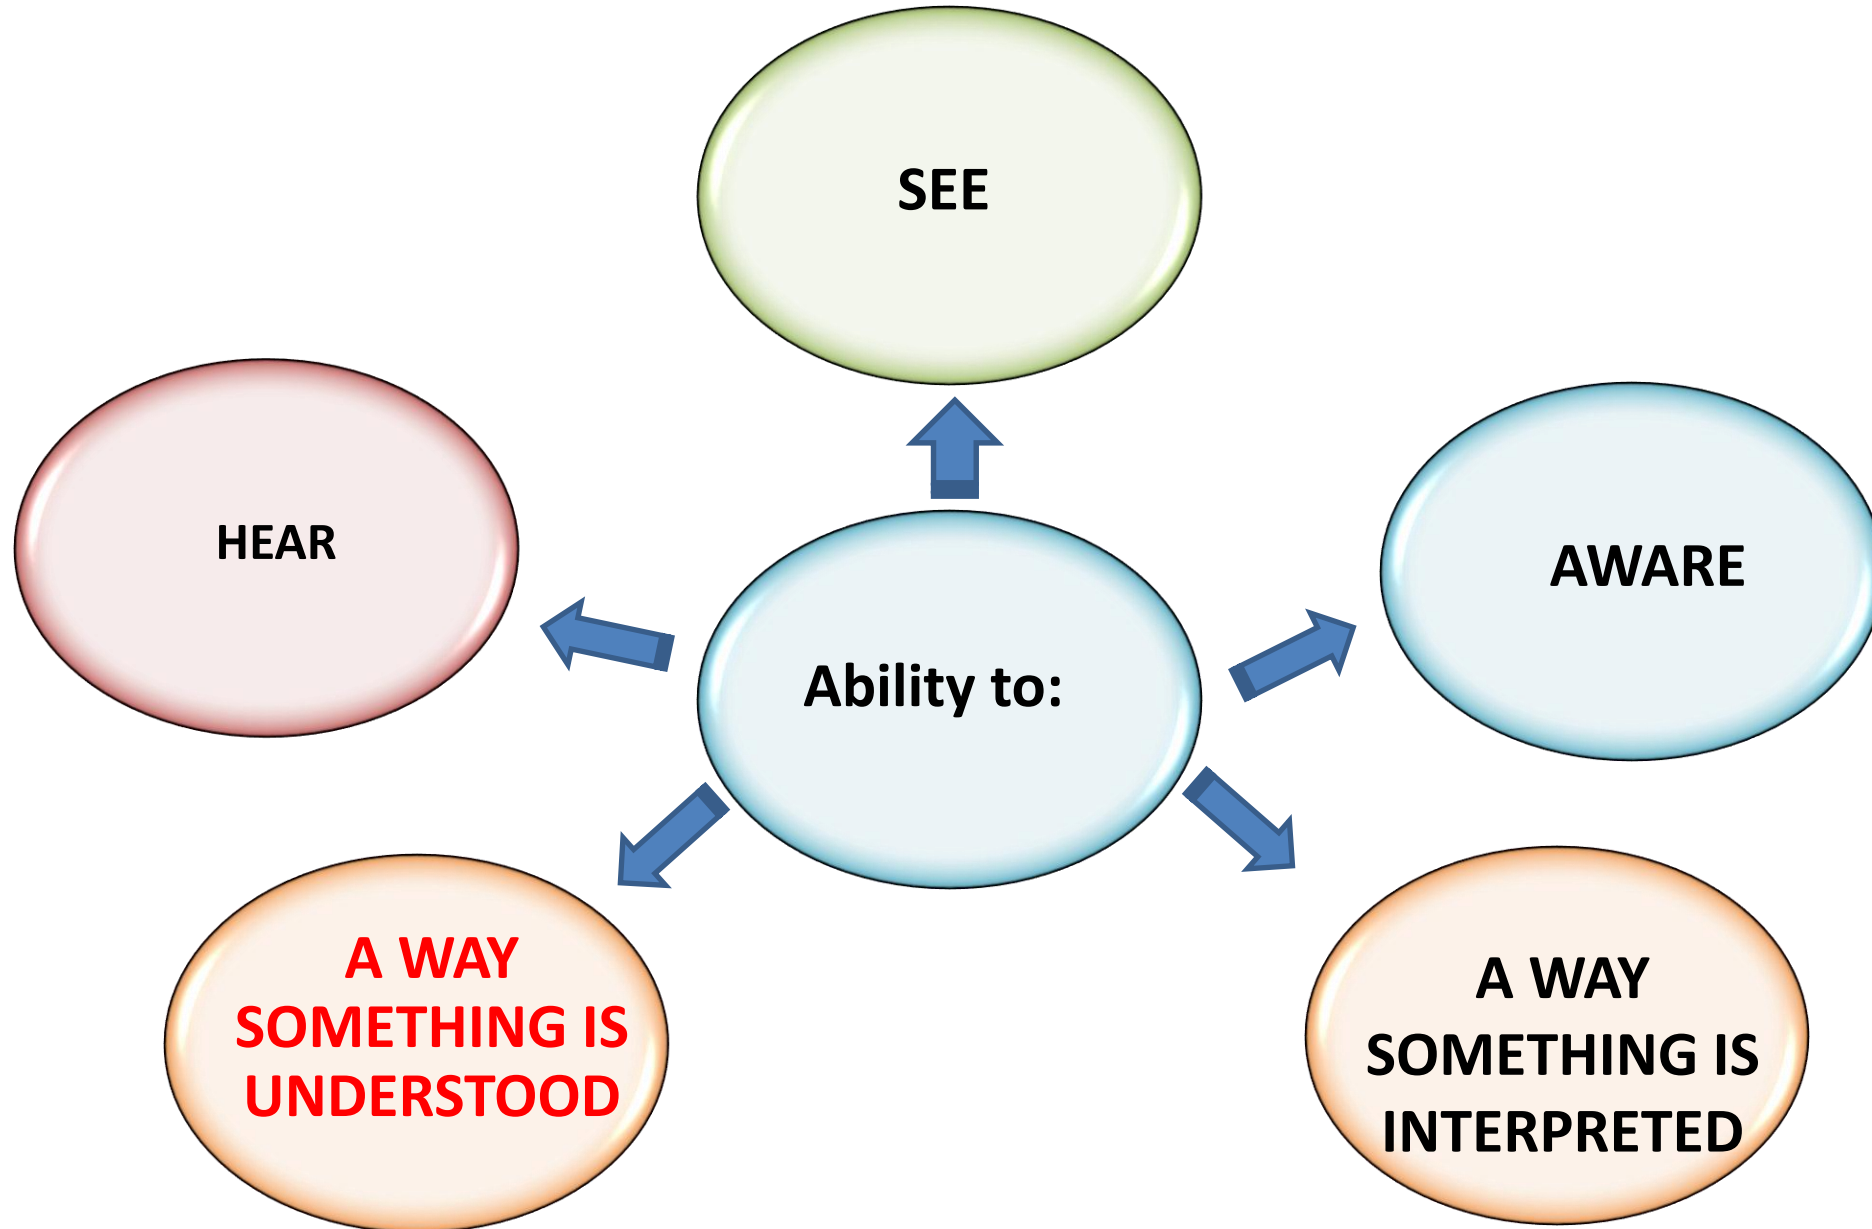 SEE
HEAR
AWARE
Ability to:
A WAY
SOMETHING IS
UNDERSTOOD
A WAY
SOMETHING IS
INTERPRETED